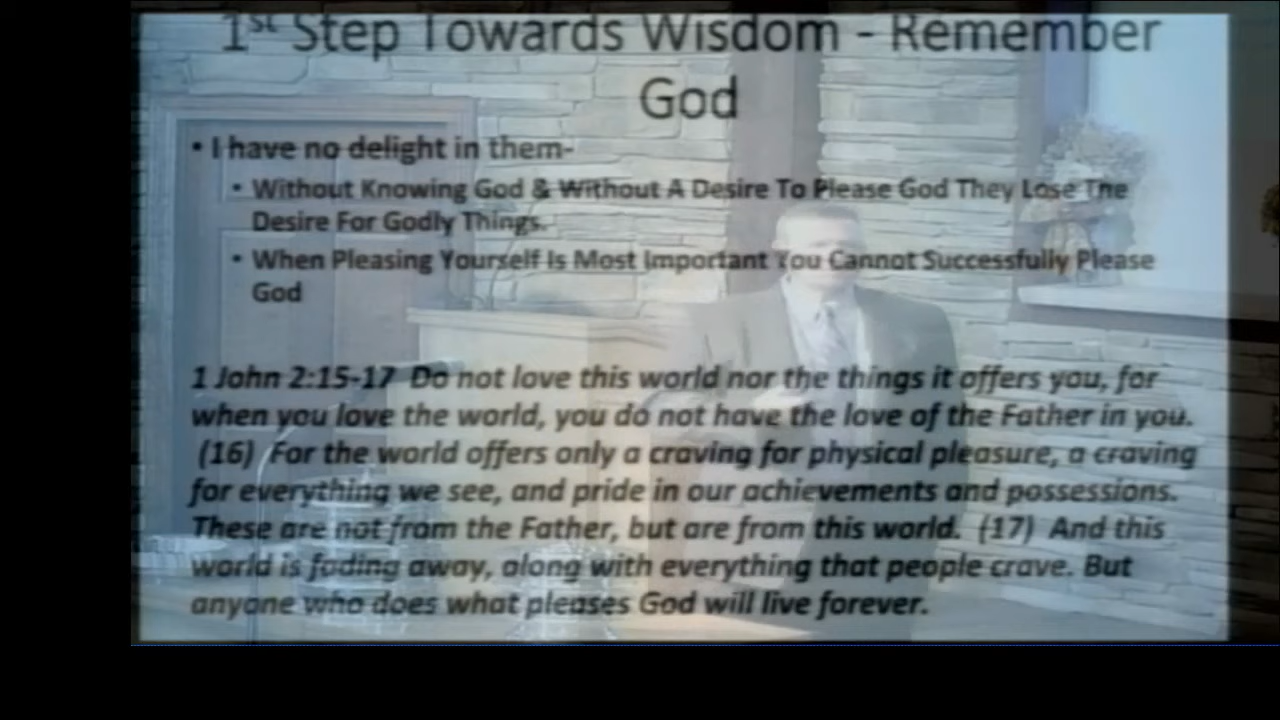 1st Step Towards Wisdom - Remember
God
• I have no delight in them-
• Without Knowing God & Without A Desire To Please God They Lose The
Desire For Godly Things.
• When Pleasing Yourself Is Most Important You Cannot Successfully Please
God
1 John 2:15-17 Do not love this world nor the things it offers you, for
when you love the world, you do not have the love of the Father in you.
(16) For the world offers only a craving for physical pleasure, a craving
for everything we see, and pride in our achievements and possessions.
These are not from the Father, but are from this world. (17) And this
world is fading away, along with everything that people crave. But
anyone who does what pleases God will live forever.